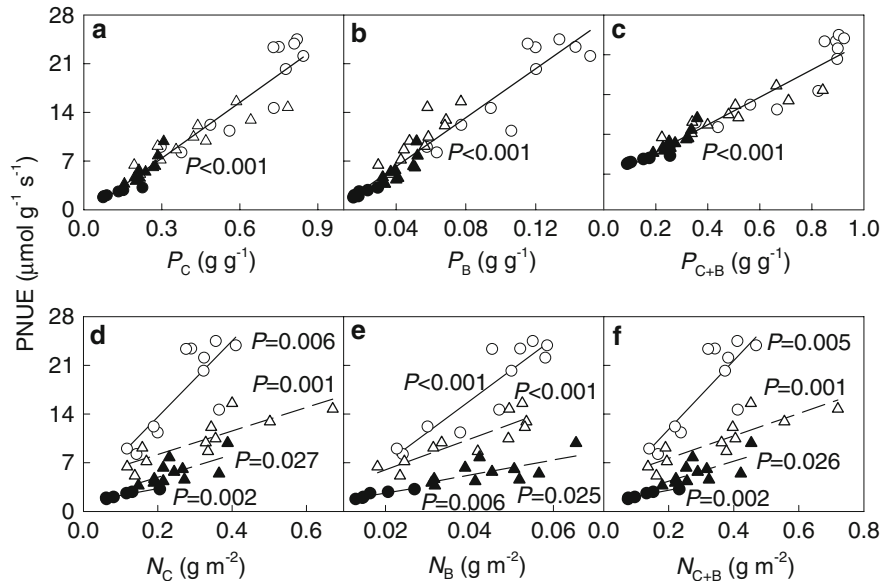 28
21
14
7
0
a
P<0.001
0.0 0.3 0.6 0.9
P_C (g g⁻¹)
b
P<0.001
0.04 0.08 0.12
P_B (g g⁻¹)
c
P<0.001
0.0 0.2 0.4 0.6 0.8 1.0
P_C+B (g g⁻¹)
PNUE (μmol g⁻¹ s⁻¹)
28
21
14
7
0
d
P=0.006
P=0.001
P=0.027
P=0.002
0.0 0.2 0.4 0.6
N_C (g m⁻²)
e
P<0.001
P<0.001
P=0.006
P=0.025
0.02 0.04 0.06
N_B (g m⁻²)
f
P=0.005
P=0.001
P=0.026
P=0.002
0.0 0.2 0.4 0.6 0.8
N_C+B (g m⁻²)